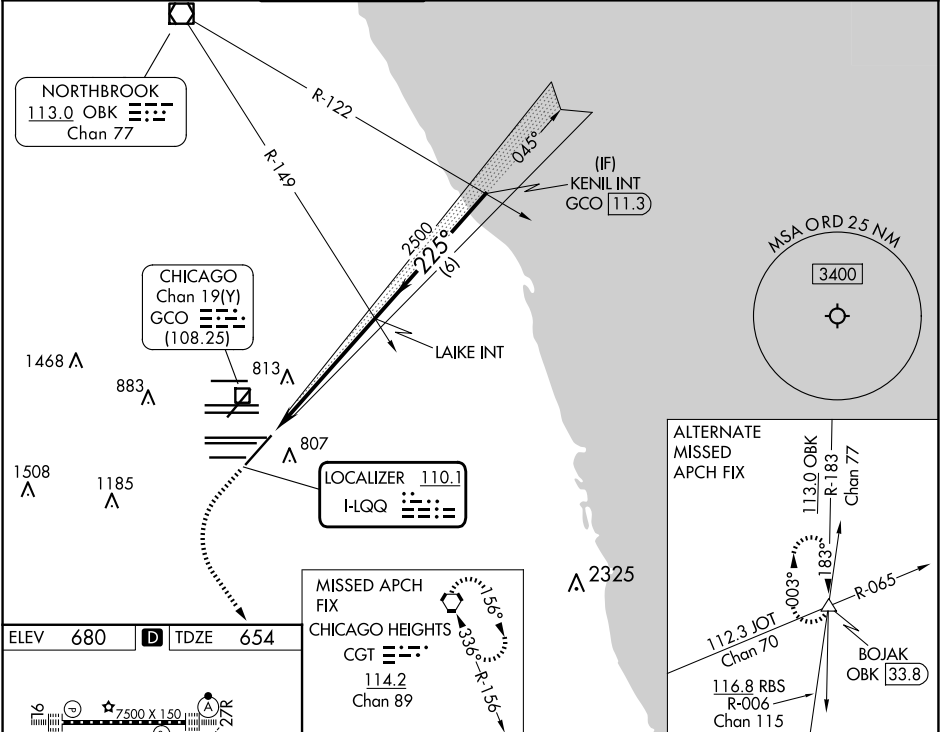 NORTHBROOK
113.0 OBK
Chan 77
R-122
R-149
045°
(IF)
KENIL INT
GCO 11.3
2500
225°
(6)
MSA ORD 25 NM
3400
CHICAGO
Chan 19(Y)
GCO
(108.25)
LAIKE INT
1468
883
813
807
1508
1185
LOCALIZER 110.1
I-LQQ
2325
ALTERNATE
MISSED
APCH FIX
113.0 OBK
R-183
Chan 77
183°
003°
R-065
112.3 JOT
Chan 70
BOJAK
OBK 33.8
116.8 RBS
R-006
Chan 115
MISSED APCH
FIX
CHICAGO HEIGHTS
CGT
114.2
Chan 89
156°
336°
R-156
ELEV 680 D TDZE 654
9L
P
7500 X 150
A
27R